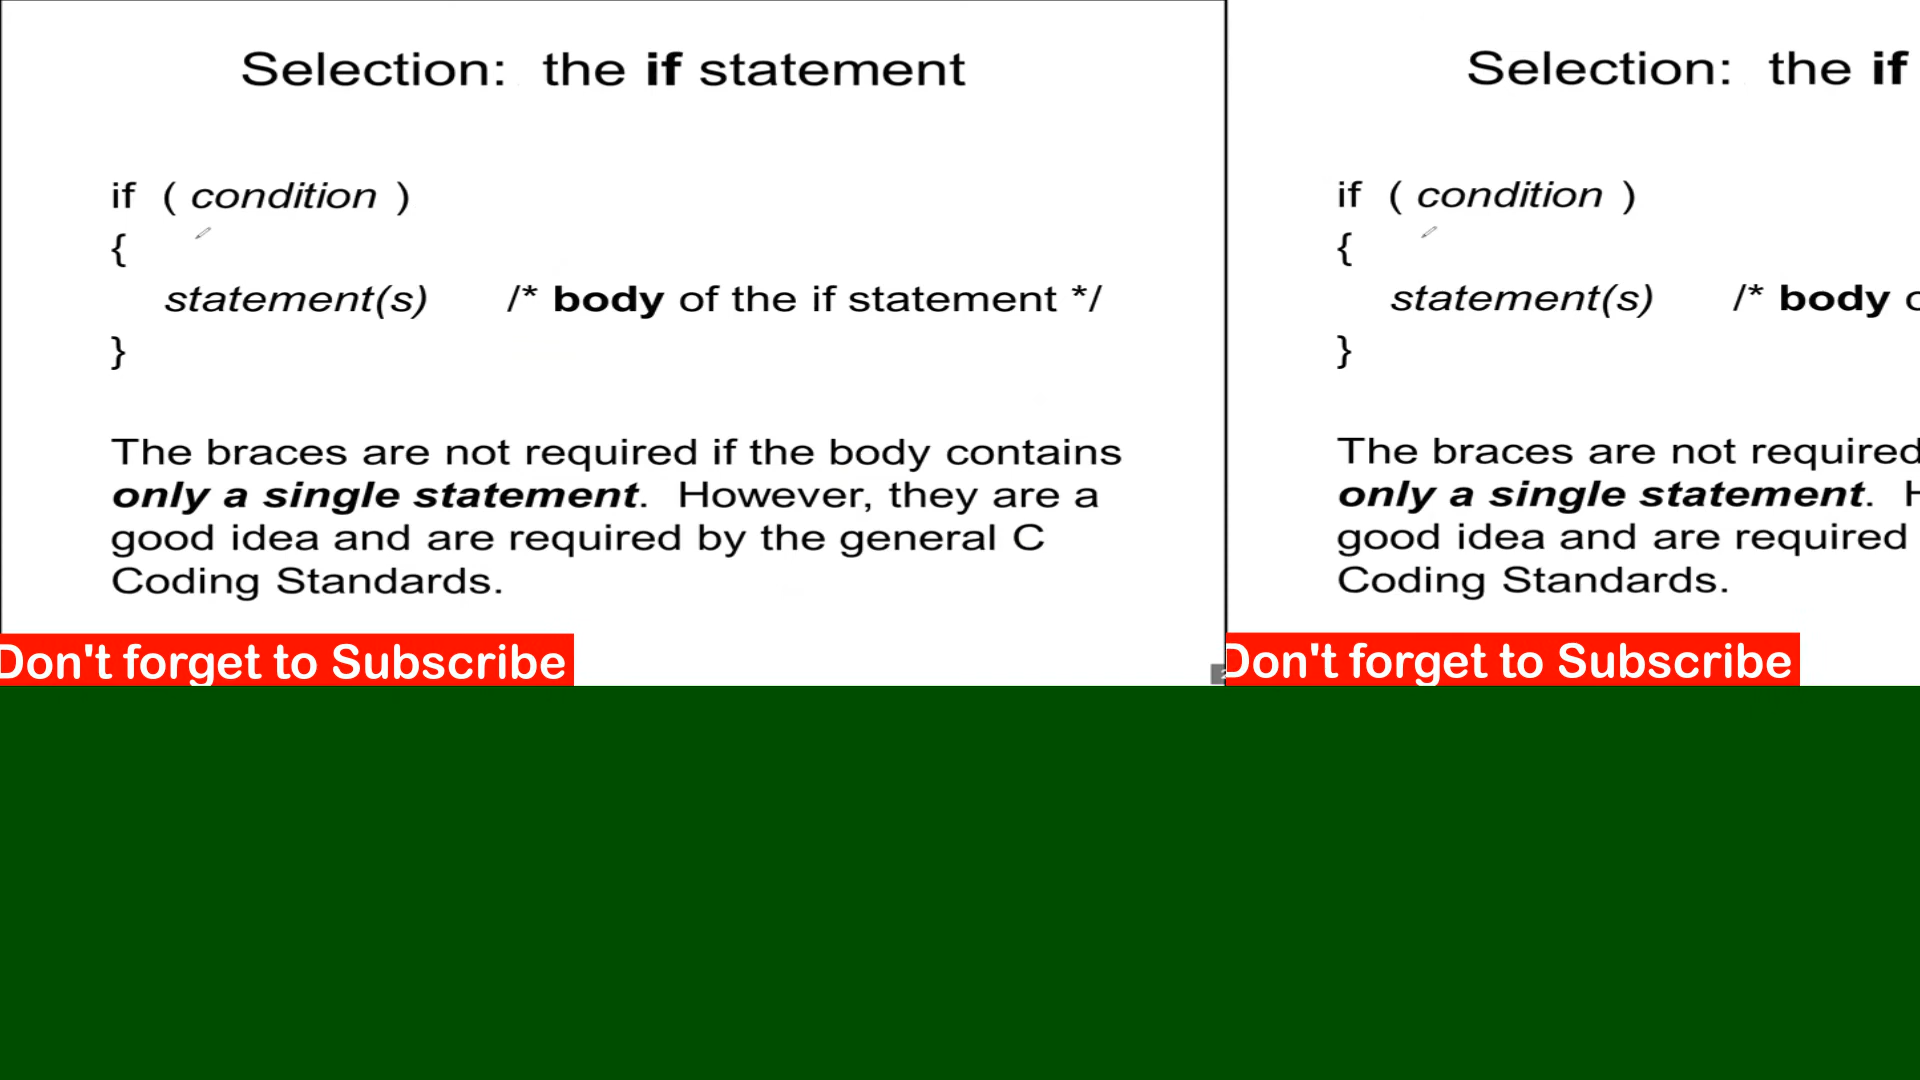 Selection: the if statement
if ( condition )
{
statement(s) /* body of the if statement */
}
The braces are not required if the body contains
only a single statement. However, they are a
good idea and are required by the general C
Coding Standards.
Don't forget to Subscribe
Selection: the if
if ( condition )
{
statement(s) /* body
}
The braces are not required
only a single statement.
good idea and are required
Coding Standards.
Don't forget to Subscribe